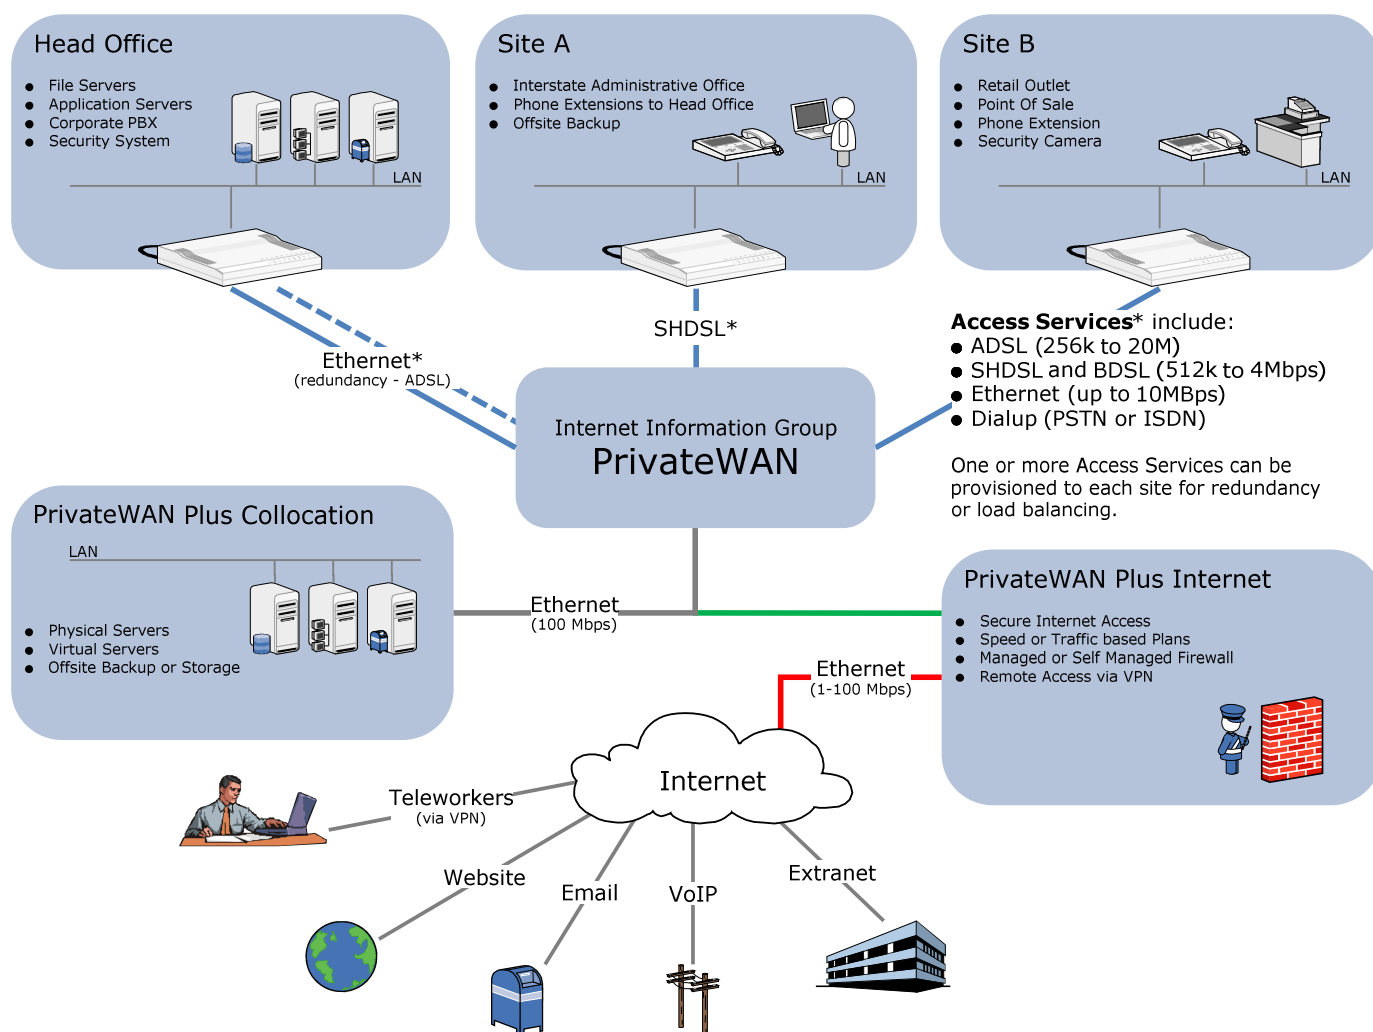 Head Office
File Servers
Application Servers
Corporate PBX
Security System
LAN
Site A
Interstate Administrative Office
Phone Extensions to Head Office
Offsite Backup
LAN
Site B
Retail Outlet
Point Of Sale
Phone Extension
Security Camera
LAN
Ethernet*
(redundancy - ADSL)
SHDSL*
Access Services* include:
ADSL (256k to 20M)
SHDSL and BDSL (512k to 4Mbps)
Ethernet (up to 10MBps)
Dialup (PSTN or ISDN)
One or more Access Services can be
provisioned to each site for redundancy
or load balancing.
Internet Information Group
PrivateWAN
PrivateWAN Plus Collocation
LAN
Physical Servers
Virtual Servers
Offsite Backup or Storage
Ethernet
(100 Mbps)
PrivateWAN Plus Internet
Secure Internet Access
Speed or Traffic based Plans
Managed or Self Managed Firewall
Remote Access via VPN
Ethernet
(1-100 Mbps)
Internet
Teleworkers
(via VPN)
Website
Email
VoIP
Extranet